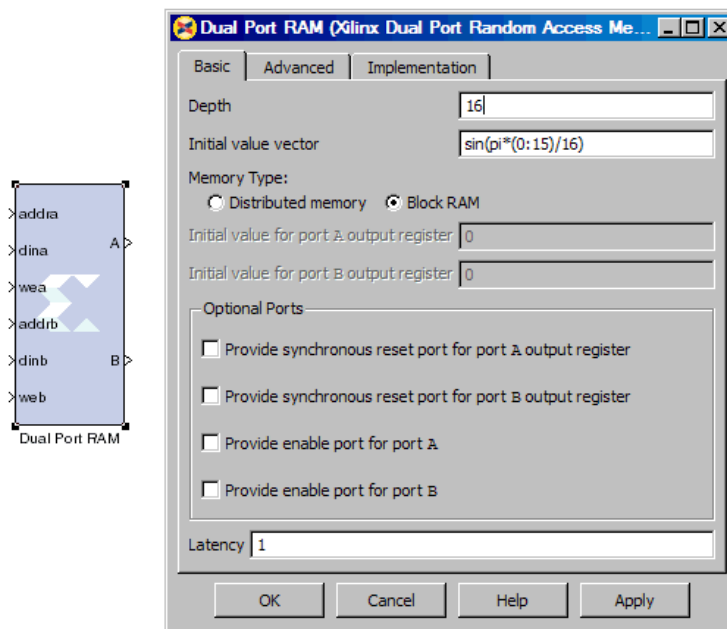 Dual Port RAM (Xilinx Dual Port Random Access Me...
Basic
Advanced
Implementation
Depth
16
Initial value vector
sin(pi*(0:15)/16)
Memory Type:
Distributed memory
Block RAM
Initial value for port A output register
0
Initial value for port B output register
0
Optional Ports
Provide synchronous reset port for port A output register
Provide synchronous reset port for port B output register
Provide enable port for port A
Provide enable port for port B
Latency
1
OK
Cancel
Help
Apply
addra
dina
wea
addrb
dinb
web
A
B
Dual Port RAM